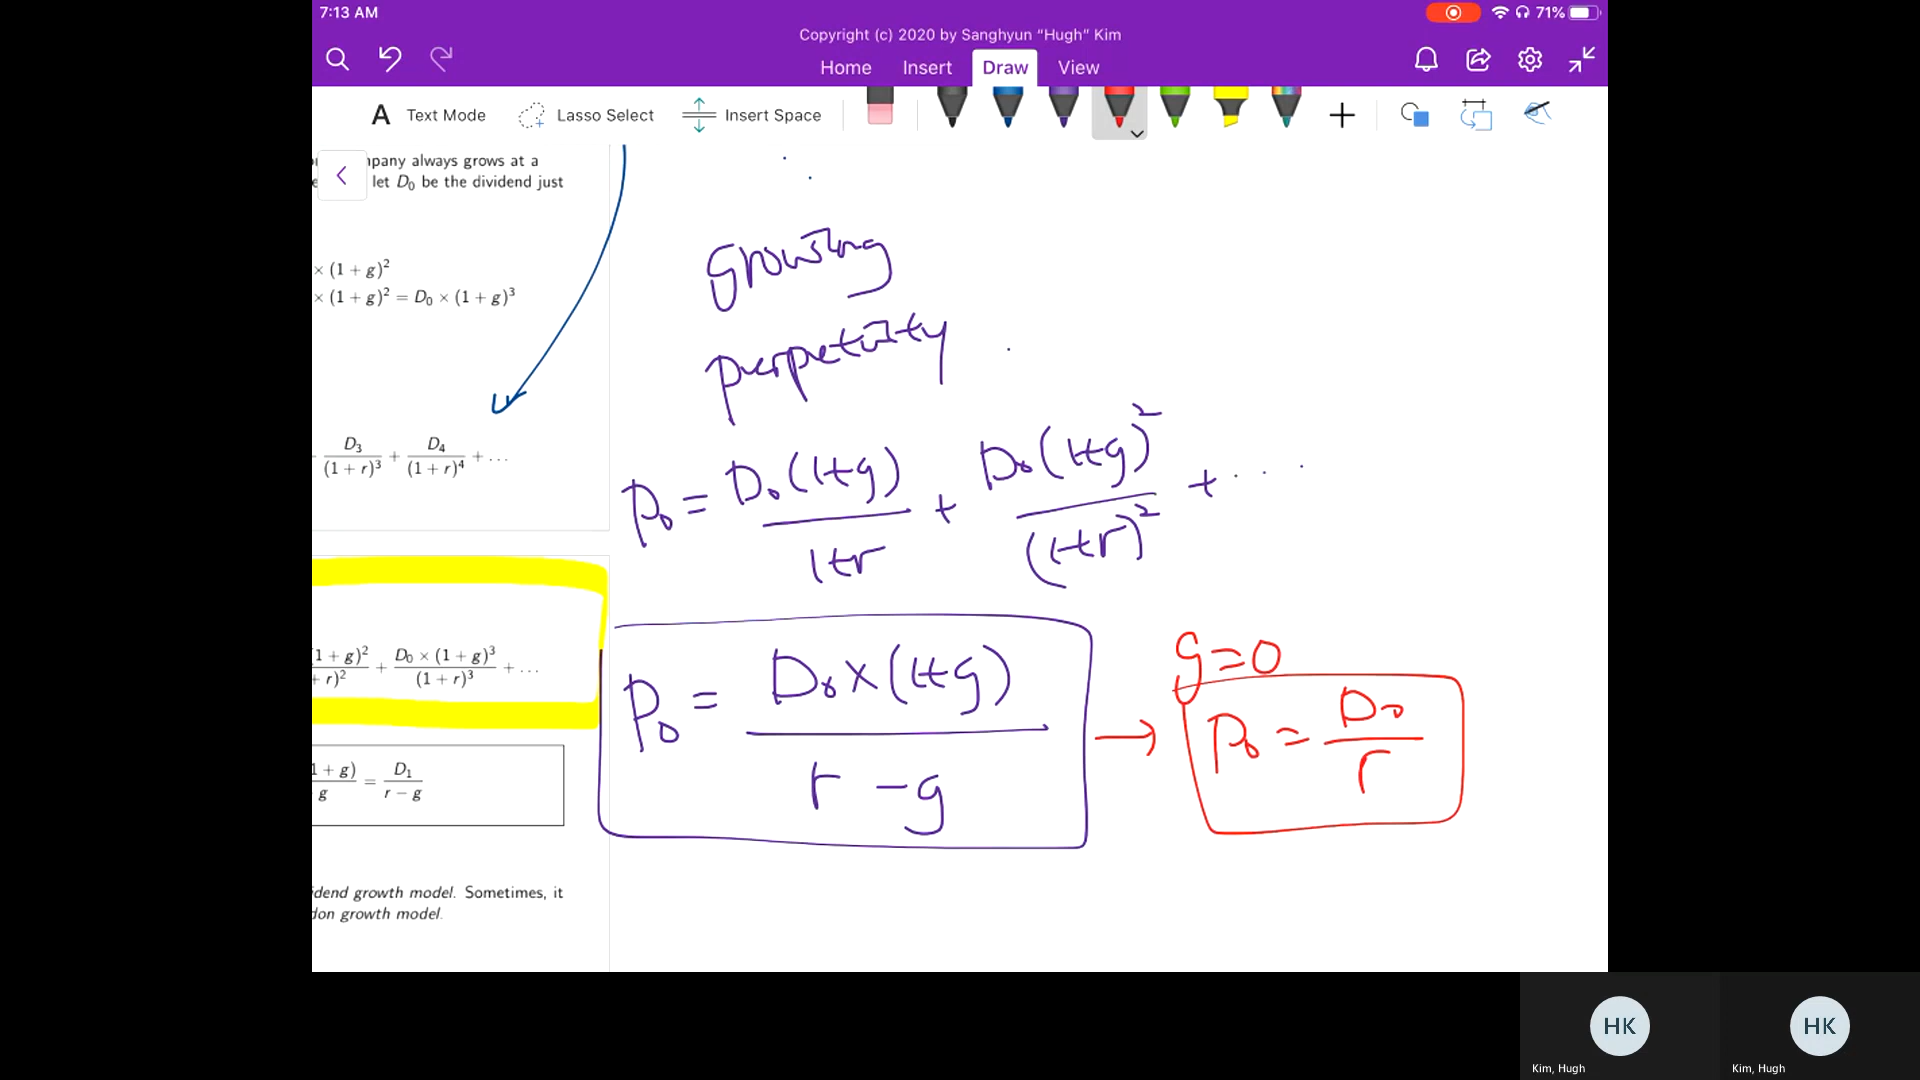 7:13 AM
71%
Copyright (c) 2020 by Sanghyun “Hugh” Kim
Home Insert Draw View
A Text Mode Lasso Select Insert Space
mpany always grows at a
let D₀ be the dividend just
× (1 + g)²
× (1 + g)² = D₀ × (1 + g)³
D₃/(1 + r)³ + D₄/(1 + r)⁴ + ...
1 + g)²/+ r)² + D₀ × (1 + g)³/(1 + r)³ + ...
1 + g)/g = D₁/r − g
idend growth model. Sometimes, it
don growth model.
growing
perpetuity
P₀ = D₀(1+g)/1+r + D₀(1+g)²/(1+r)² + ....
P₀ = D₀×(1+g)/r − g
→
g=0
P₀ = D₀/r
HK
Kim, Hugh
HK
Kim, Hugh